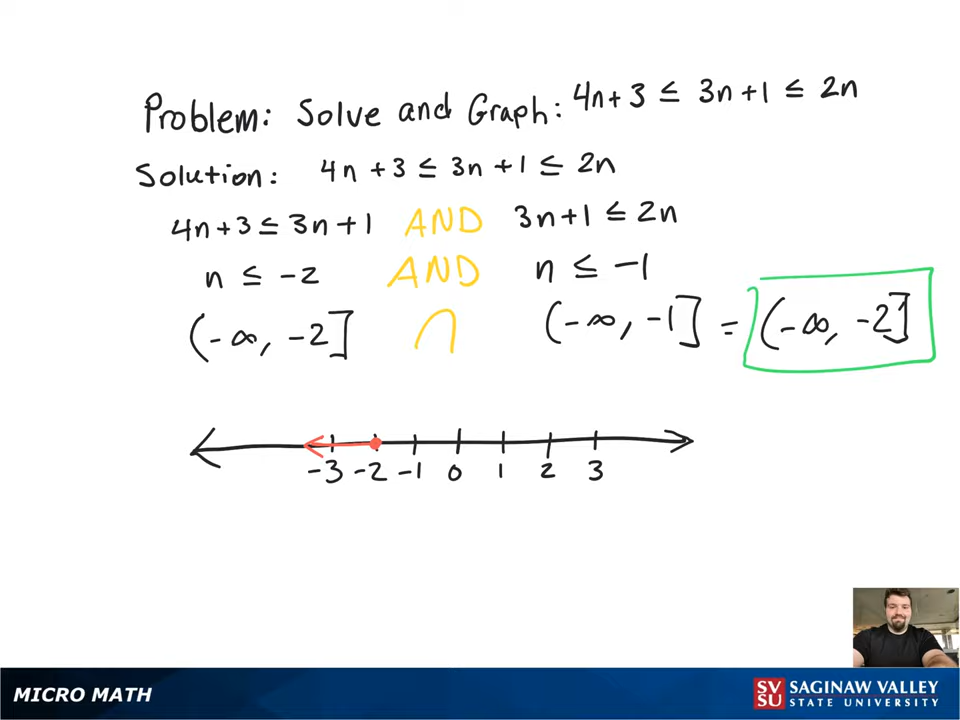 Problem: Solve and Graph: 4n+3 ≤ 3n+1 ≤ 2n
Solution: 4n+3 ≤ 3n+1 ≤ 2n
4n+3 ≤ 3n+1 AND 3n+1 ≤ 2n
n ≤ -2 AND n ≤ -1
(-∞, -2] ∩ (-∞, -1] = (-∞, -2]
-3 -2 -1 0 1 2 3
MICRO MATH
SV SU SAGINAW VALLEY
STATE UNIVERSITY